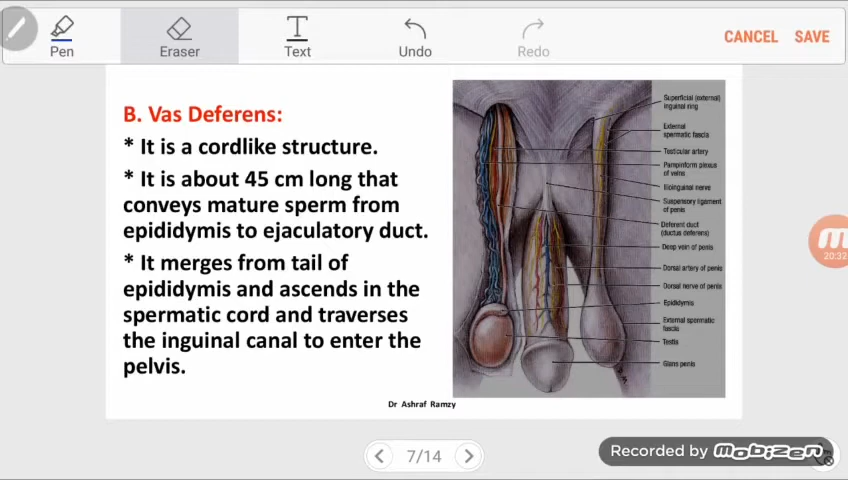 Pen
Eraser
Text
Undo
Redo
CANCEL
SAVE
B. Vas Deferens:
* It is a cordlike structure.
* It is about 45 cm long that
conveys mature sperm from
epididymis to ejaculatory duct.
* It merges from tail of
epididymis and ascends in the
spermatic cord and traverses
the inguinal canal to enter the
pelvis.
Superficial (external)
inguinal ring
External
spermatic fascia
Testicular artery
Pampiniform plexus
of veins
Ilioinguinal nerve
Suspensory ligament
of penis
Deferent duct
(ductus deferens)
Deep vein of penis
Dorsal artery of penis
Dorsal nerve of penis
Epididymis
External spermatic
fascia
Testis
Glans penis
Dr Ashraf Ramzy
20:32
7/14
Recorded by
MOBIZEN